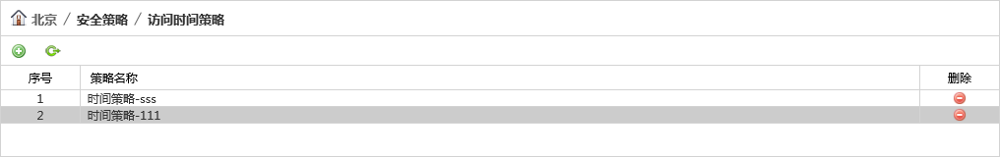 北京 / 安全策略 / 访问时间策略
序号 策略名称 删除
1 时间策略-sss
2 时间策略-111